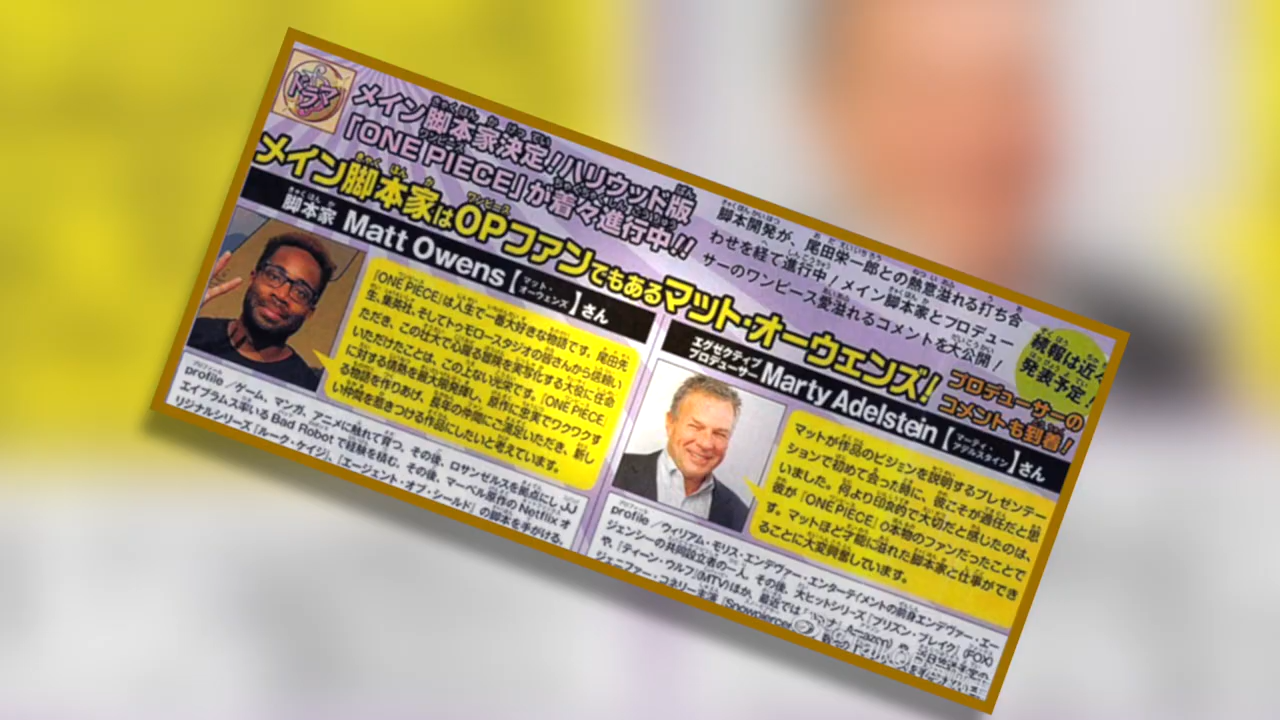 ドラマ
メイン脚本家決定!ハリウッド版
「ONE PIECE」が着々進行中!!
脚本開発が、尾田栄一郎との熱意溢れる打ち合
わせを経て進行中!メイン脚本家とプロデュー
サーのワンピース愛溢れるコメントを大公開!
メイン脚本家はOPファンでもあるマット・オーウェンズ!
続報は近々
発表予定!
プロデューサーの
コメントも到着!
脚本家 Matt Owens【マット・オーウェンズ】さん
『ONE PIECE』は人生で一番大好きな物語です。尾田先
生、集英社、そしてトゥモロースタジオの皆さんから信頼い
ただき、この壮大で心躍る冒険を実写化する大役に任命
いただけたことは、この上ない光栄です。『ONE PIECE』
に対する情熱を最大限発揮し、原作に忠実でワクワクす
る物語を作りあげ、長年の仲間にご満足いただき、新し
い仲間を惹きつける作品にしたいと考えています。
profile/ゲーム、マンガ、アニメに触れて育つ。その後、ロサンゼルスを拠点にし、JJ
エイブラムス率いるBad Robotで経験を積む。その後、マーベル原作のNetflixオ
リジナルシリーズ『ルーク・ケイジ』、『エージェント・オブ・シールド』の脚本を手がける。
エグゼクティブプロデューサー Marty Adelstein【マーティ・アデルスタイン】さん
マットが作品のビジョンを説明するプレゼンテー
ションで初めて会った時に、彼こそが適任だと思
いました。何より印象的で大切だと感じたのは、
彼が『ONE PIECE』の本物のファンだったことで
す。マットほど才能に溢れた脚本家と仕事ができ
ることに大変興奮しています。
profile/ウィリアム・モリス・エンデヴァー・エンターテイメントの前身エンデヴァー・エー
ジェンシーの共同設立者の一人。その後、大ヒットシリーズ『プリズン・ブレイク』(FOX)
や、『ティーン・ウルフ』(MTV)ほか、最近では
ジェニファー・コネリー主演『Snowpiercer